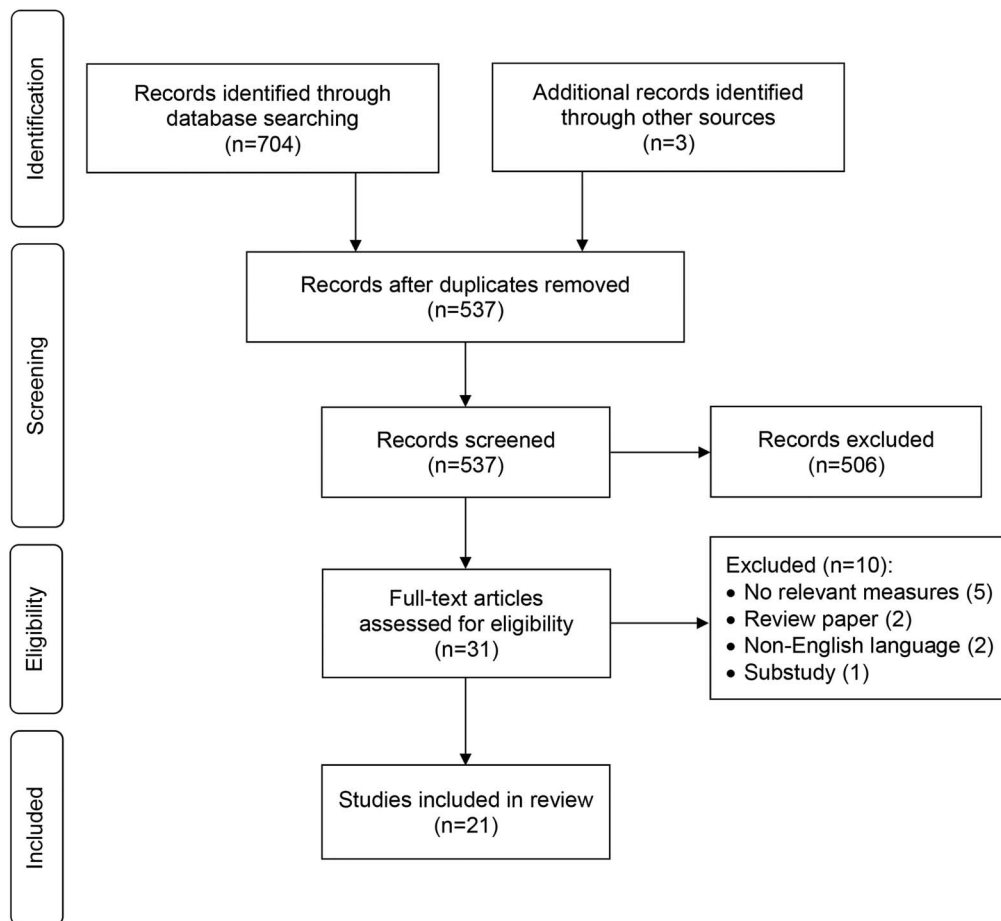 Identification
Records identified through
database searching
(n=704)
Additional records identified
through other sources
(n=3)
Screening
Records after duplicates removed
(n=537)
Records screened
(n=537)
Records excluded
(n=506)
Eligibility
Full-text articles
assessed for eligibility
(n=31)
Excluded (n=10):
• No relevant measures (5)
• Review paper (2)
• Non-English language (2)
• Substudy (1)
Included
Studies included in review
(n=21)